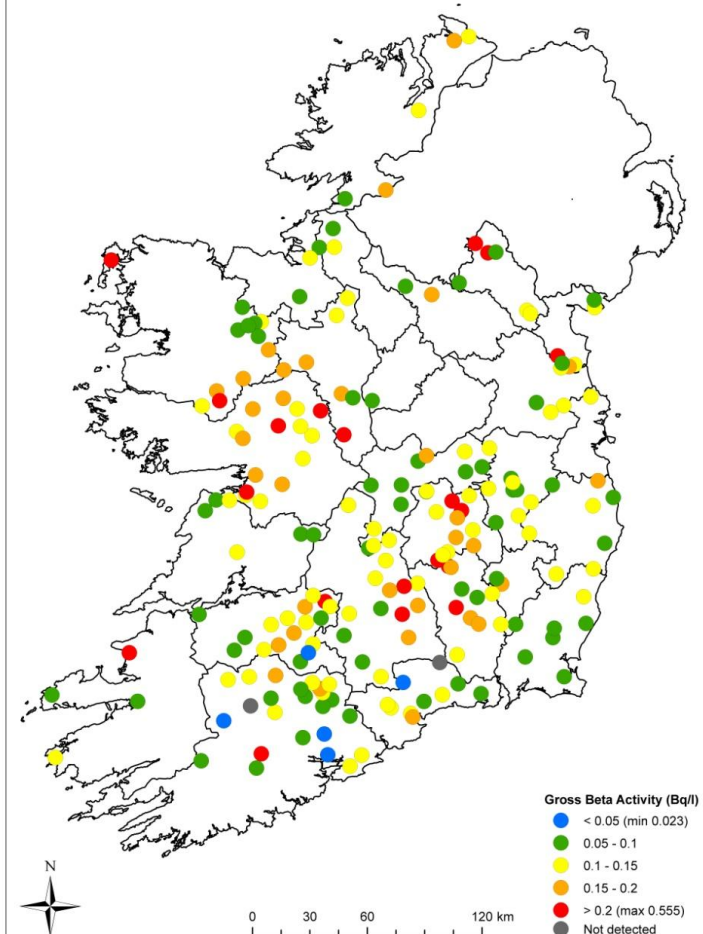 Gross Beta Activity (Bq/l)
< 0.05 (min 0.023)
0.05 - 0.1
0.1 - 0.15
0.15 - 0.2
> 0.2 (max 0.555)
Not detected
N
0 30 60 120 km